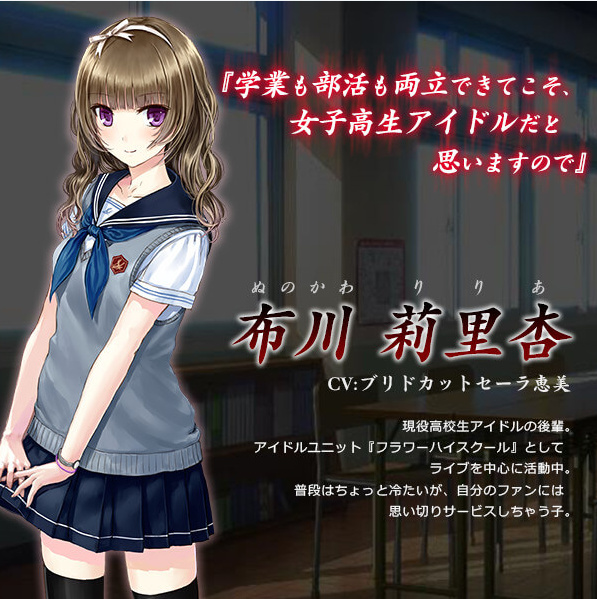 『学業も部活も両立できてこそ、
女子高生アイドルだと
思いますので』
ぬのかわ りりあ
布川 莉里杏
CV:ブリドカットセーラ恵美
現役高校生アイドルの後輩。
アイドルユニット『フラワーハイスクール』として
ライブを中心に活動中。
普段はちょっと冷たいが、自分のファンには
思い切りサービスしちゃう子。